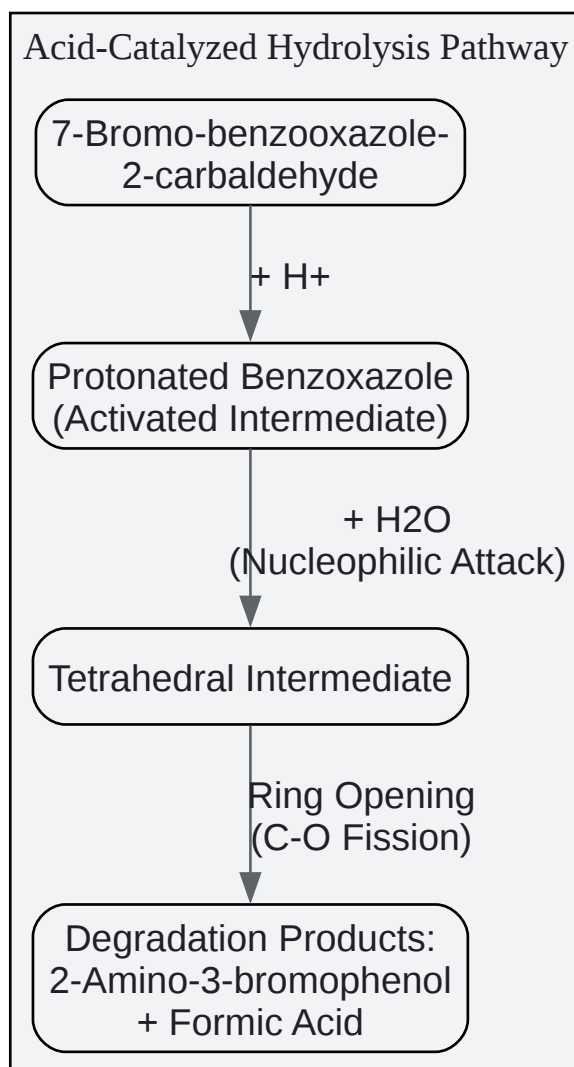 Acid-Catalyzed Hydrolysis Pathway
7-Bromo-benzooxazole-
2-carbaldehyde
+ H+
Protonated Benzoxazole
(Activated Intermediate)
+ H2O
(Nucleophilic Attack)
Tetrahedral Intermediate
Ring Opening
(C-O Fission)
Degradation Products:
2-Amino-3-bromophenol
+ Formic Acid